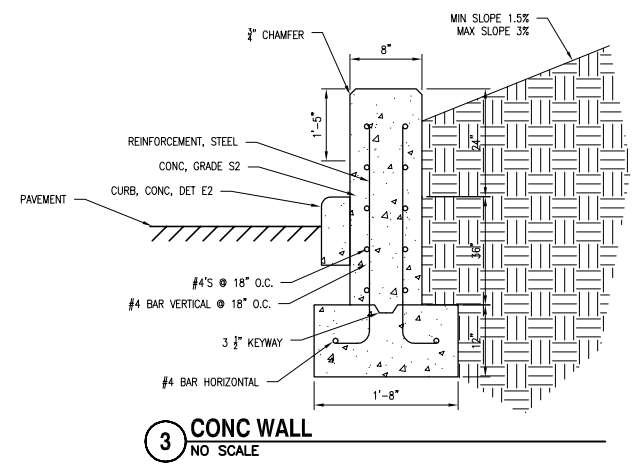 MIN SLOPE 1.5%
MAX SLOPE 3%
3/4" CHAMFER
8"
1'-5"
24"
REINFORCEMENT, STEEL
CONC, GRADE S2
CURB, CONC, DET E2
PAVEMENT
36"
#4'S @ 18" O.C.
#4 BAR VERTICAL @ 18" O.C.
3 1/2" KEYWAY
12"
#4 BAR HORIZONTAL
1'-8"
3 CONC WALL
NO SCALE